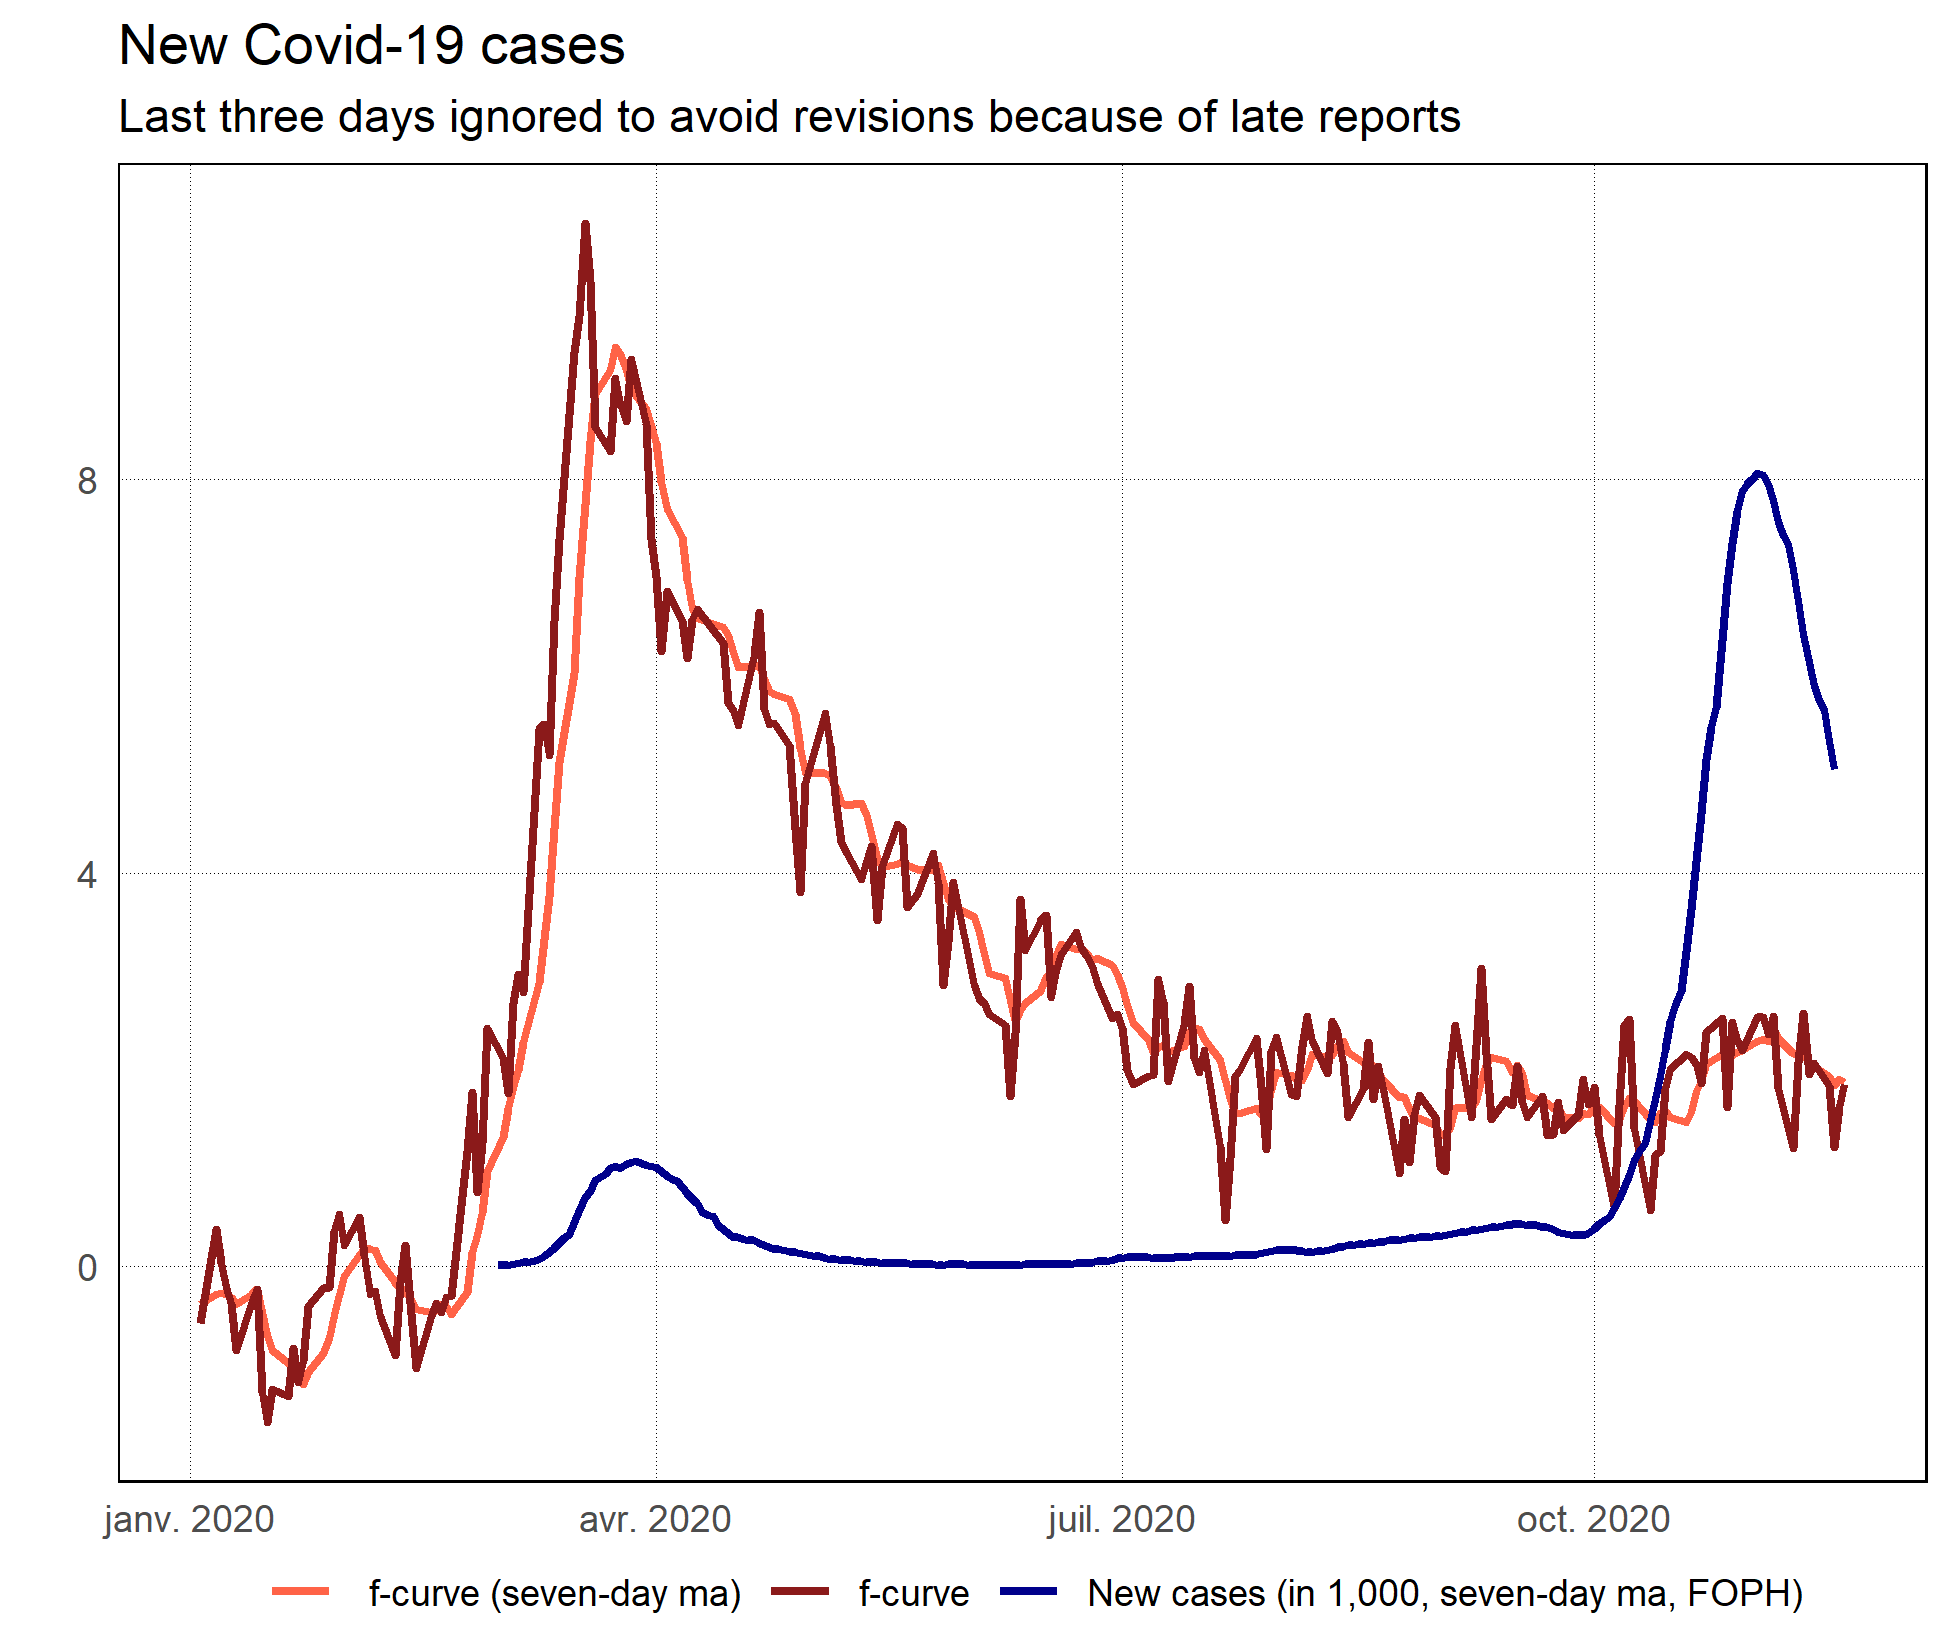 New Covid-19 cases
Last three days ignored to avoid revisions because of late reports
8
4
0
janv. 2020 avr. 2020 juil. 2020 oct. 2020
f-curve (seven-day ma) f-curve New cases (in 1,000, seven-day ma, FOPH)